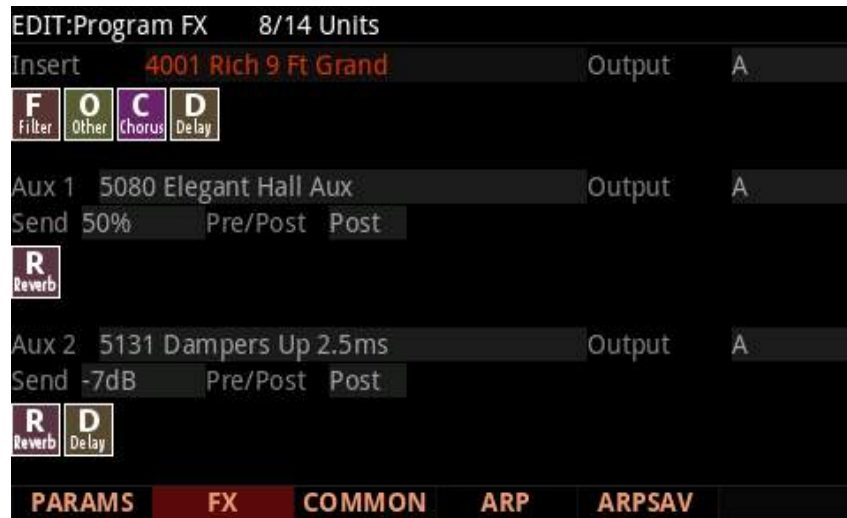 EDIT:Program FX 8/14 Units
Insert 4001 Rich 9 Ft Grand Output A
F O C D
Filter Other Chorus Delay
Aux 1 5080 Elegant Hall Aux Output A
Send 50% Pre/Post Post
R
Reverb
Aux 2 5131 Dampers Up 2.5ms Output A
Send -7dB Pre/Post Post
R D
Reverb Delay
PARAMS FX COMMON ARP ARPSAV